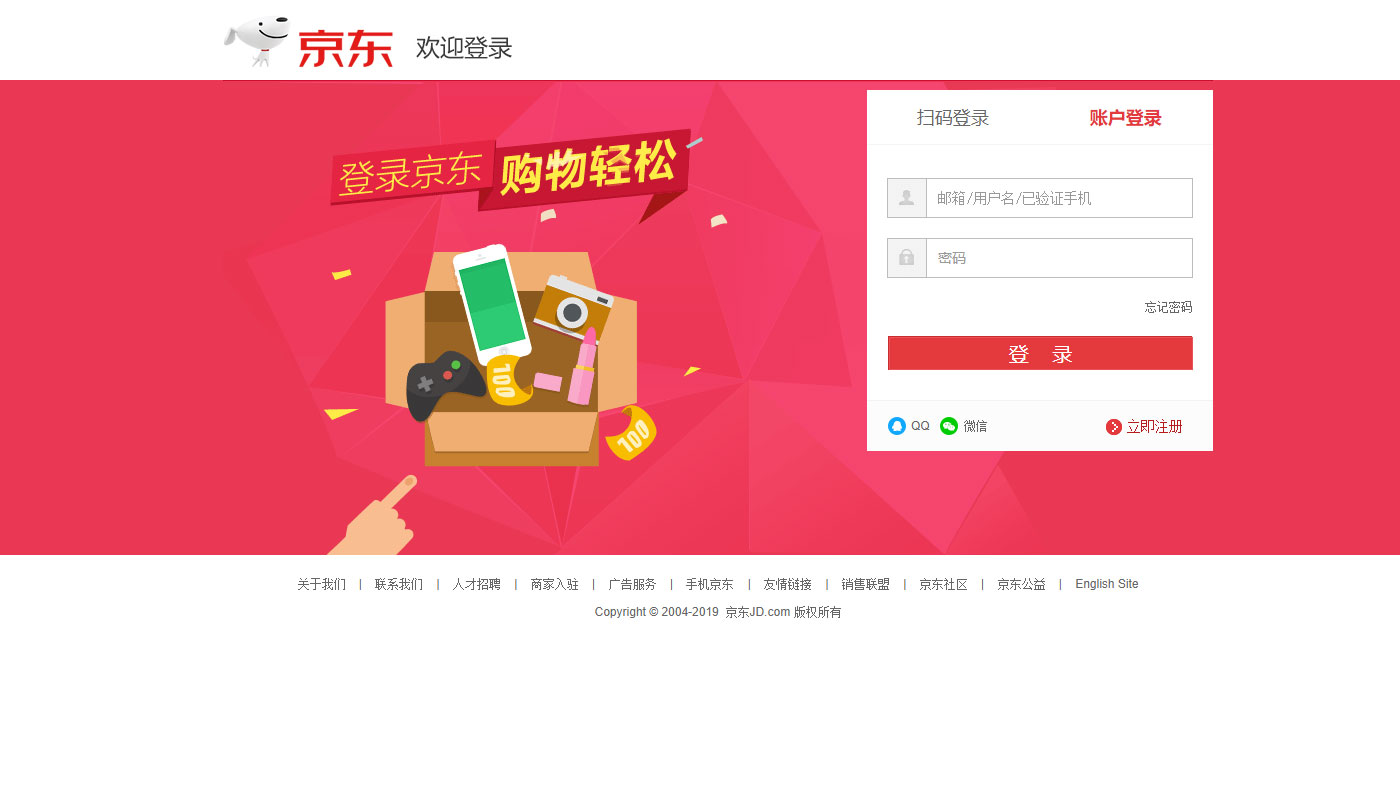 京东 欢迎登录
登录京东 购物轻松
100
100
扫码登录 账户登录
邮箱/用户名/已验证手机
密码
忘记密码
登 录
QQ 微信 立即注册
关于我们 | 联系我们 | 人才招聘 | 商家入驻 | 广告服务 | 手机京东 | 友情链接 | 销售联盟 | 京东社区 | 京东公益 | English Site
Copyright © 2004-2019 京东JD.com 版权所有